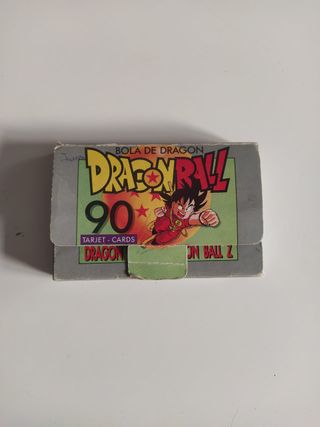 BOLA DE DRAGON
DRAGON BALL
90
TARJET - CARDS
DRAGON ON BALL Z